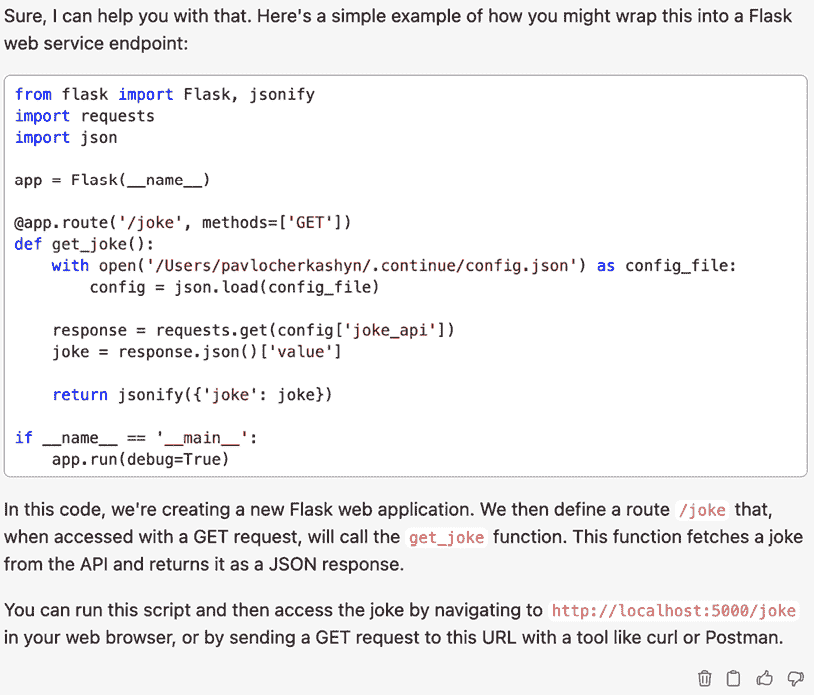 Sure, I can help you with that. Here's a simple example of how you might wrap this into a Flask
web service endpoint:
from flask import Flask, jsonify
import requests
import json
app = Flask(__name__)
@app.route('/joke', methods=['GET'])
def get_joke():
    with open('/Users/pavlocherkashyn/.continue/config.json') as config_file:
        config = json.load(config_file)
    response = requests.get(config['joke_api'])
    joke = response.json()['value']
    return jsonify({'joke': joke})
if __name__ == '__main__':
    app.run(debug=True)
In this code, we're creating a new Flask web application. We then define a route /joke that,
when accessed with a GET request, will call the get_joke function. This function fetches a joke
from the API and returns it as a JSON response.
You can run this script and then access the joke by navigating to http://localhost:5000/joke
in your web browser, or by sending a GET request to this URL with a tool like curl or Postman.